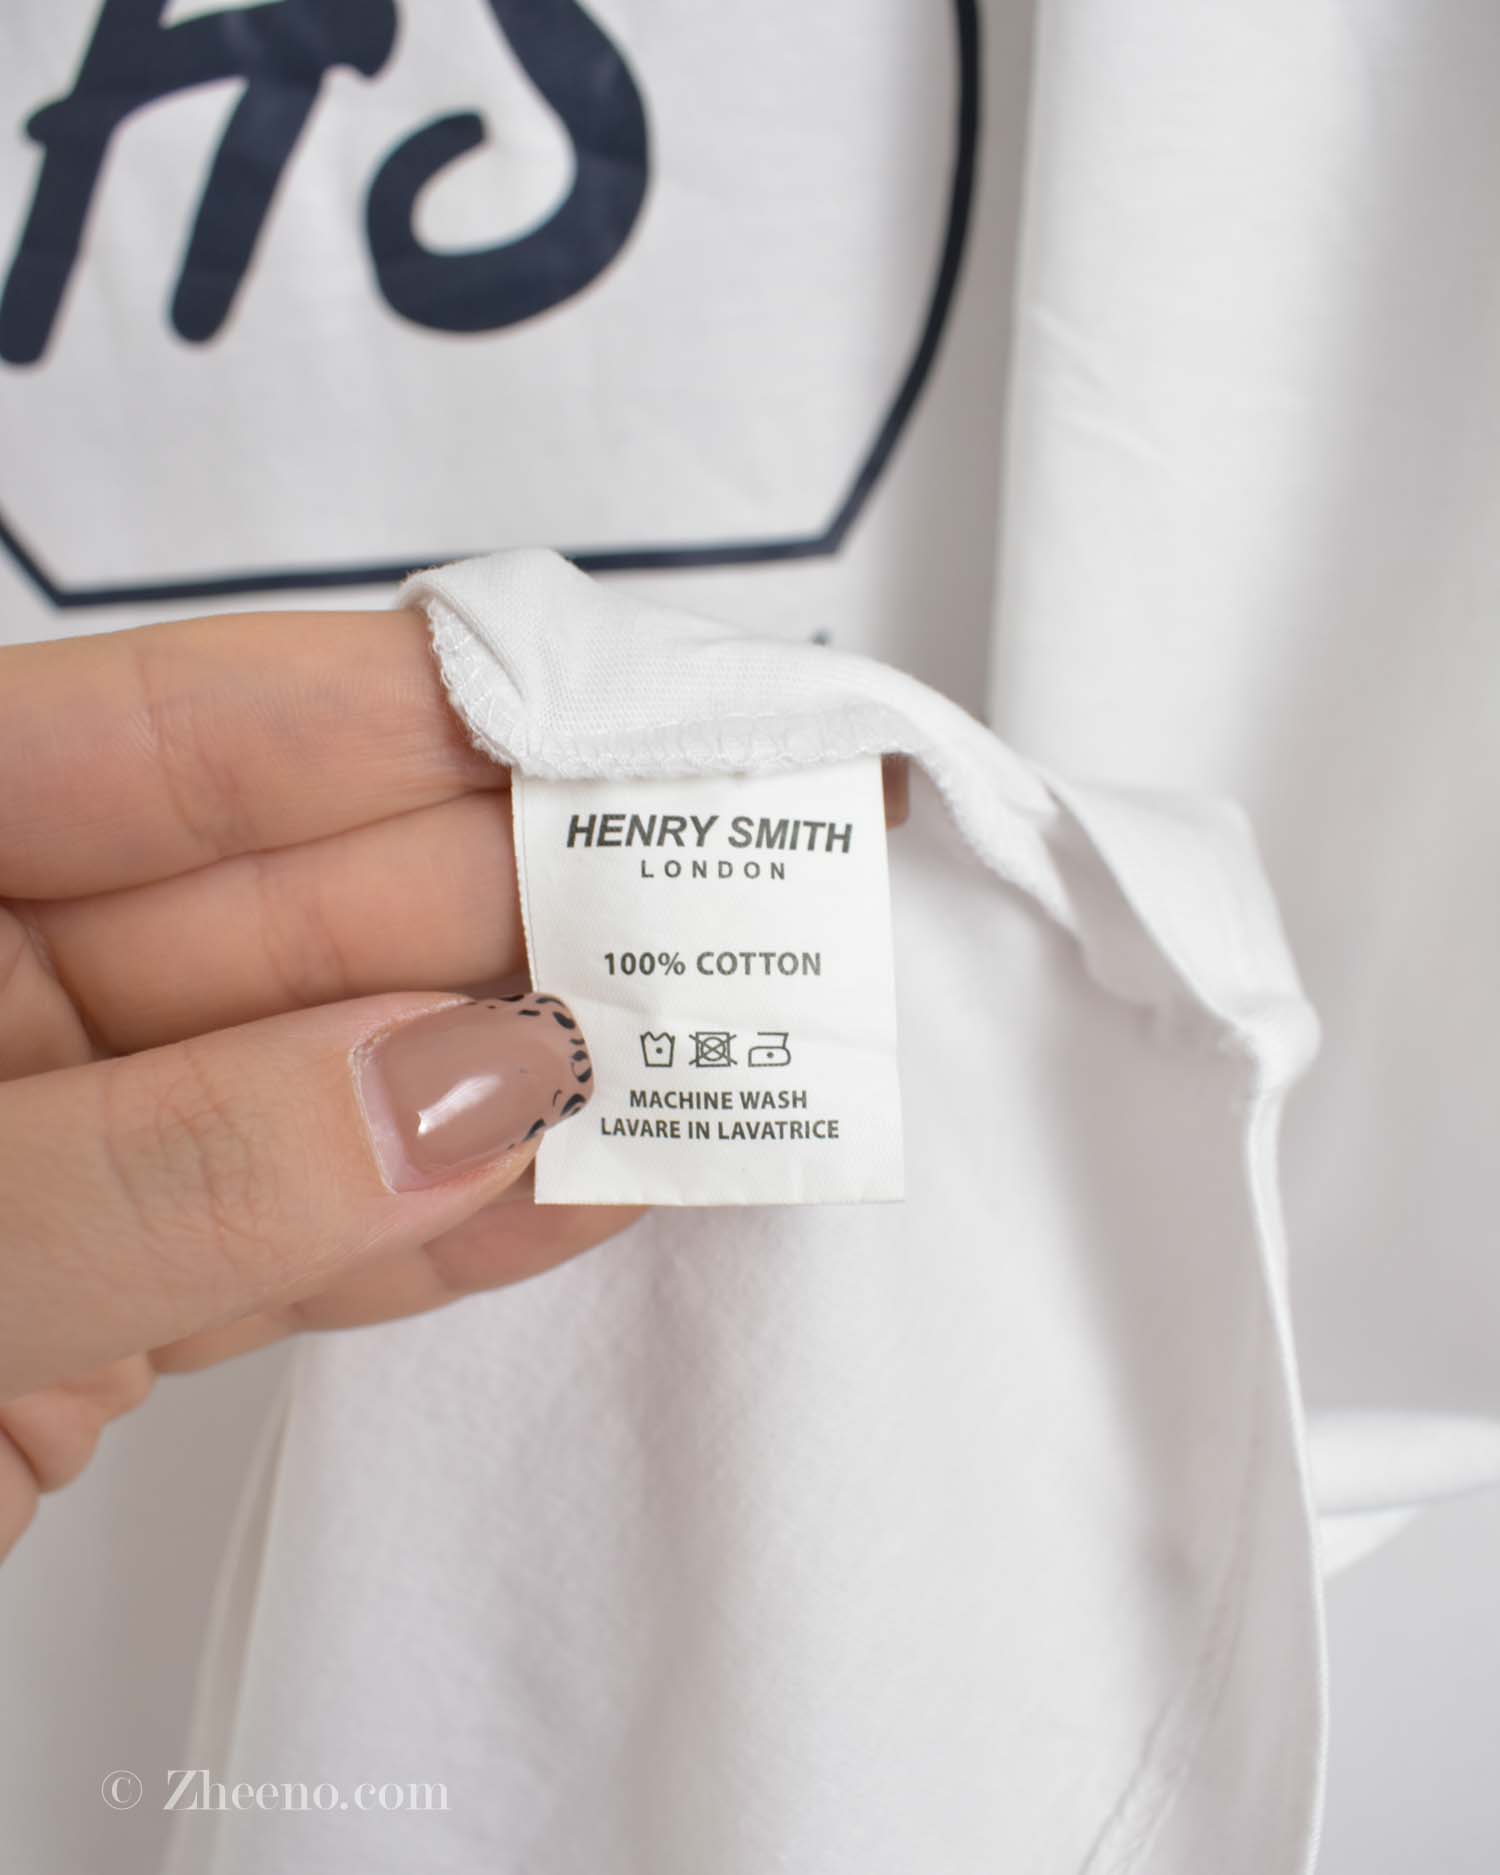 HS
HENRY SMITH
LONDON
100% COTTON
MACHINE WASH
LAVARE IN LAVATRICE
© Zheeno.com